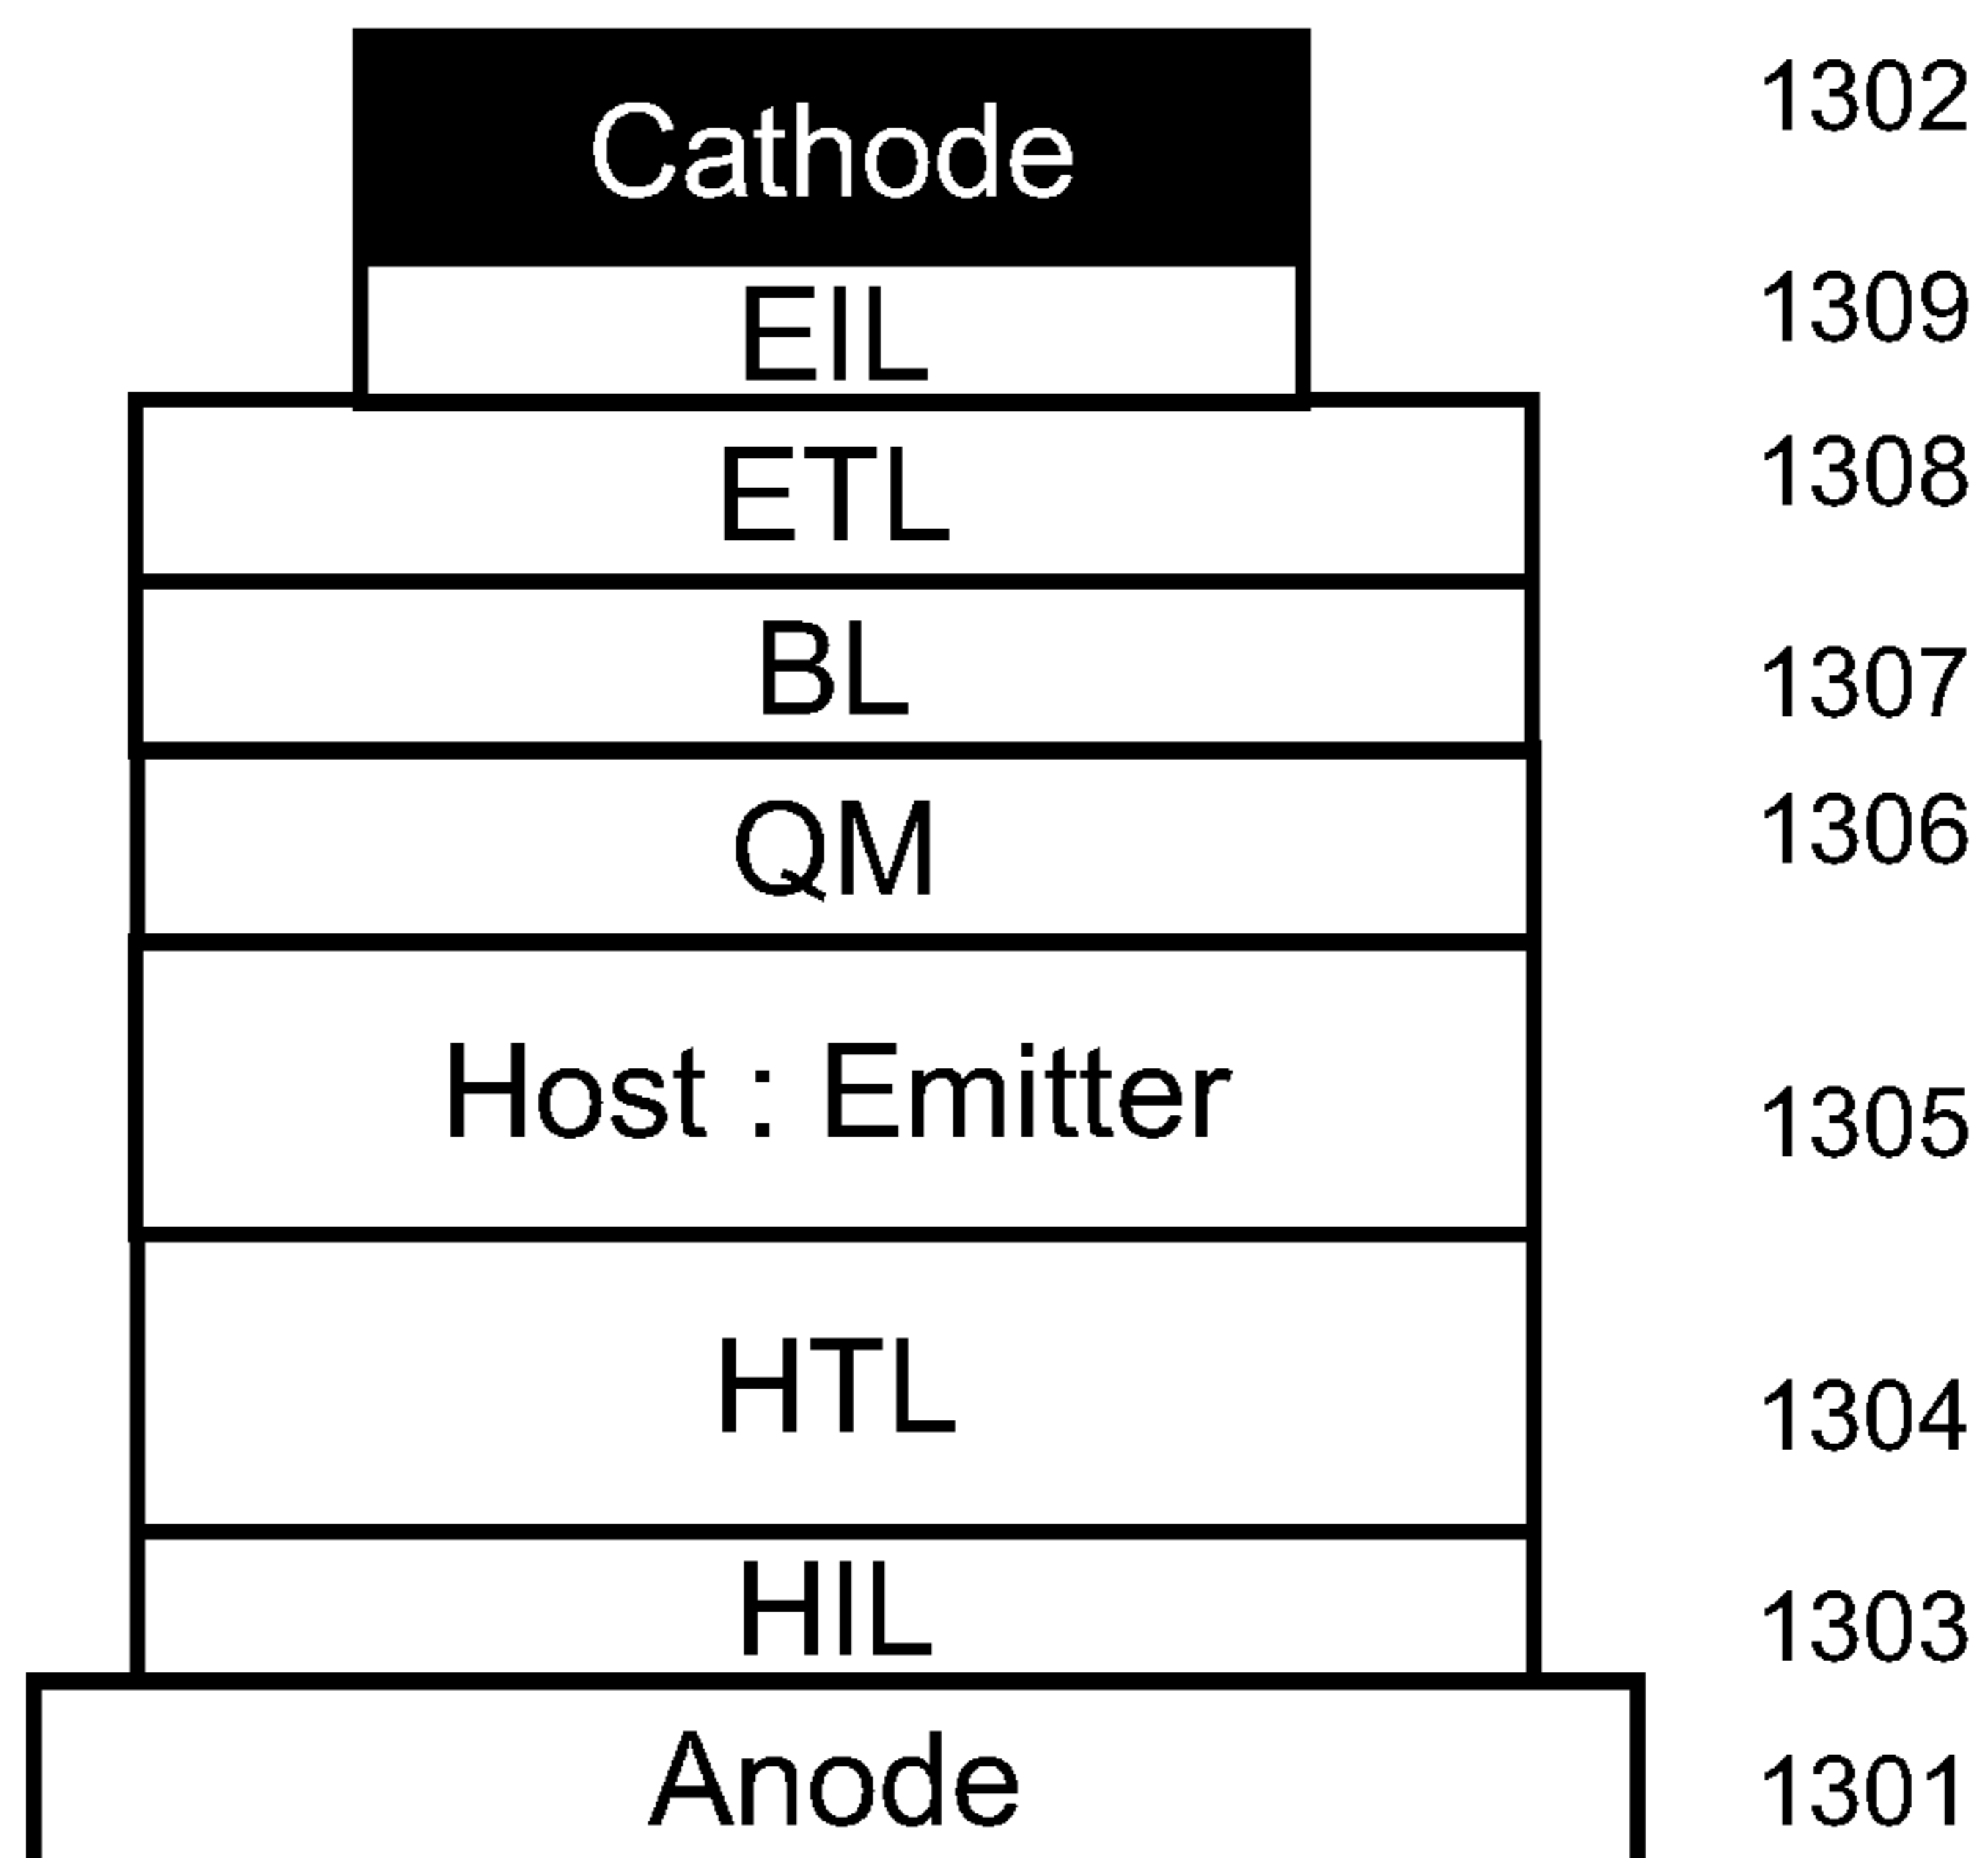 Cathode 1302
EIL 1309
ETL 1308
BL 1307
QM 1306
Host : Emitter 1305
HTL 1304
HIL 1303
Anode 1301